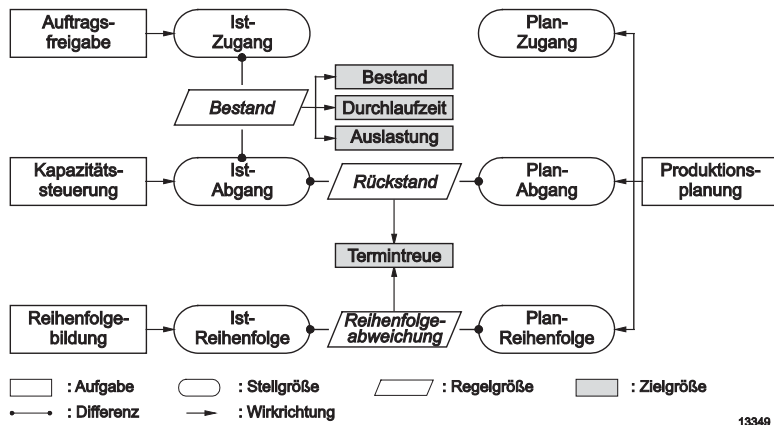 Auftrags-
freigabe
Ist-
Zugang
Plan-
Zugang
Bestand
Bestand
Durchlaufzeit
Auslastung
Kapazitäts-
steuerung
Ist-
Abgang
Rückstand
Plan-
Abgang
Produktions-
planung
Termintreue
Reihenfolge-
bildung
Ist-
Reihenfolge
Reihenfolge-
abweichung
Plan-
Reihenfolge
: Aufgabe
: Stellgröße
: Regelgröße
: Zielgröße
: Differenz
: Wirkrichtung
13349